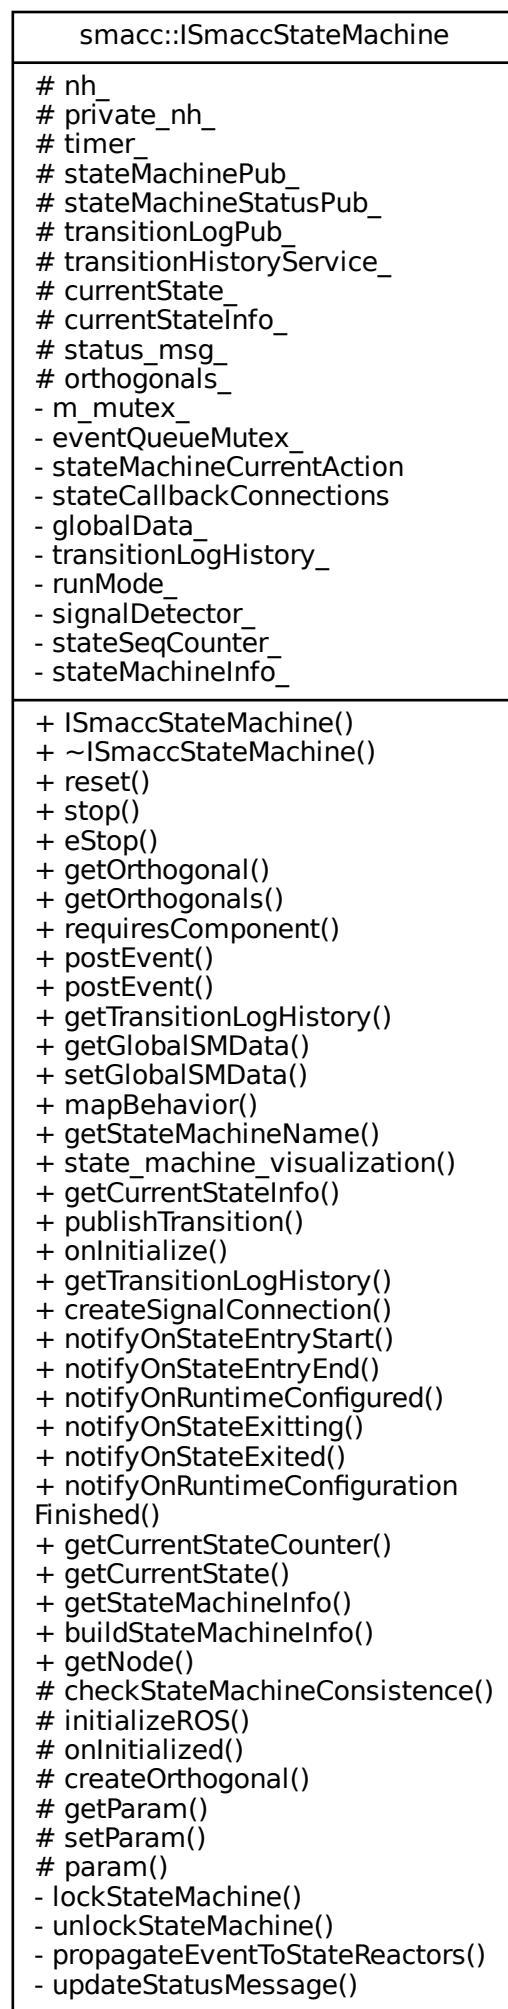 smacc::ISmaccStateMachine
# nh_
# private_nh_
# timer_
# stateMachinePub_
# stateMachineStatusPub_
# transitionLogPub_
# transitionHistoryService_
# currentState_
# currentStateInfo_
# status_msg_
# orthogonals_
- m_mutex_
- eventQueueMutex_
- stateMachineCurrentAction
- stateCallbackConnections
- globalData_
- transitionLogHistory_
- runMode_
- signalDetector_
- stateSeqCounter_
- stateMachineInfo_
+ ISmaccStateMachine()
+ ~ISmaccStateMachine()
+ reset()
+ stop()
+ eStop()
+ getOrthogonal()
+ getOrthogonals()
+ requiresComponent()
+ postEvent()
+ postEvent()
+ getTransitionLogHistory()
+ getGlobalSMData()
+ setGlobalSMData()
+ mapBehavior()
+ getStateMachineName()
+ state_machine_visualization()
+ getCurrentStateInfo()
+ publishTransition()
+ onInitialize()
+ getTransitionLogHistory()
+ createSignalConnection()
+ notifyOnStateEntryStart()
+ notifyOnStateEntryEnd()
+ notifyOnRuntimeConfigured()
+ notifyOnStateExitting()
+ notifyOnStateExited()
+ notifyOnRuntimeConfiguration
Finished()
+ getCurrentStateCounter()
+ getCurrentState()
+ getStateMachineInfo()
+ buildStateMachineInfo()
+ getNode()
# checkStateMachineConsistence()
# initializeROS()
# onInitialized()
# createOrthogonal()
# getParam()
# setParam()
# param()
- lockStateMachine()
- unlockStateMachine()
- propagateEventToStateReactors()
- updateStatusMessage()